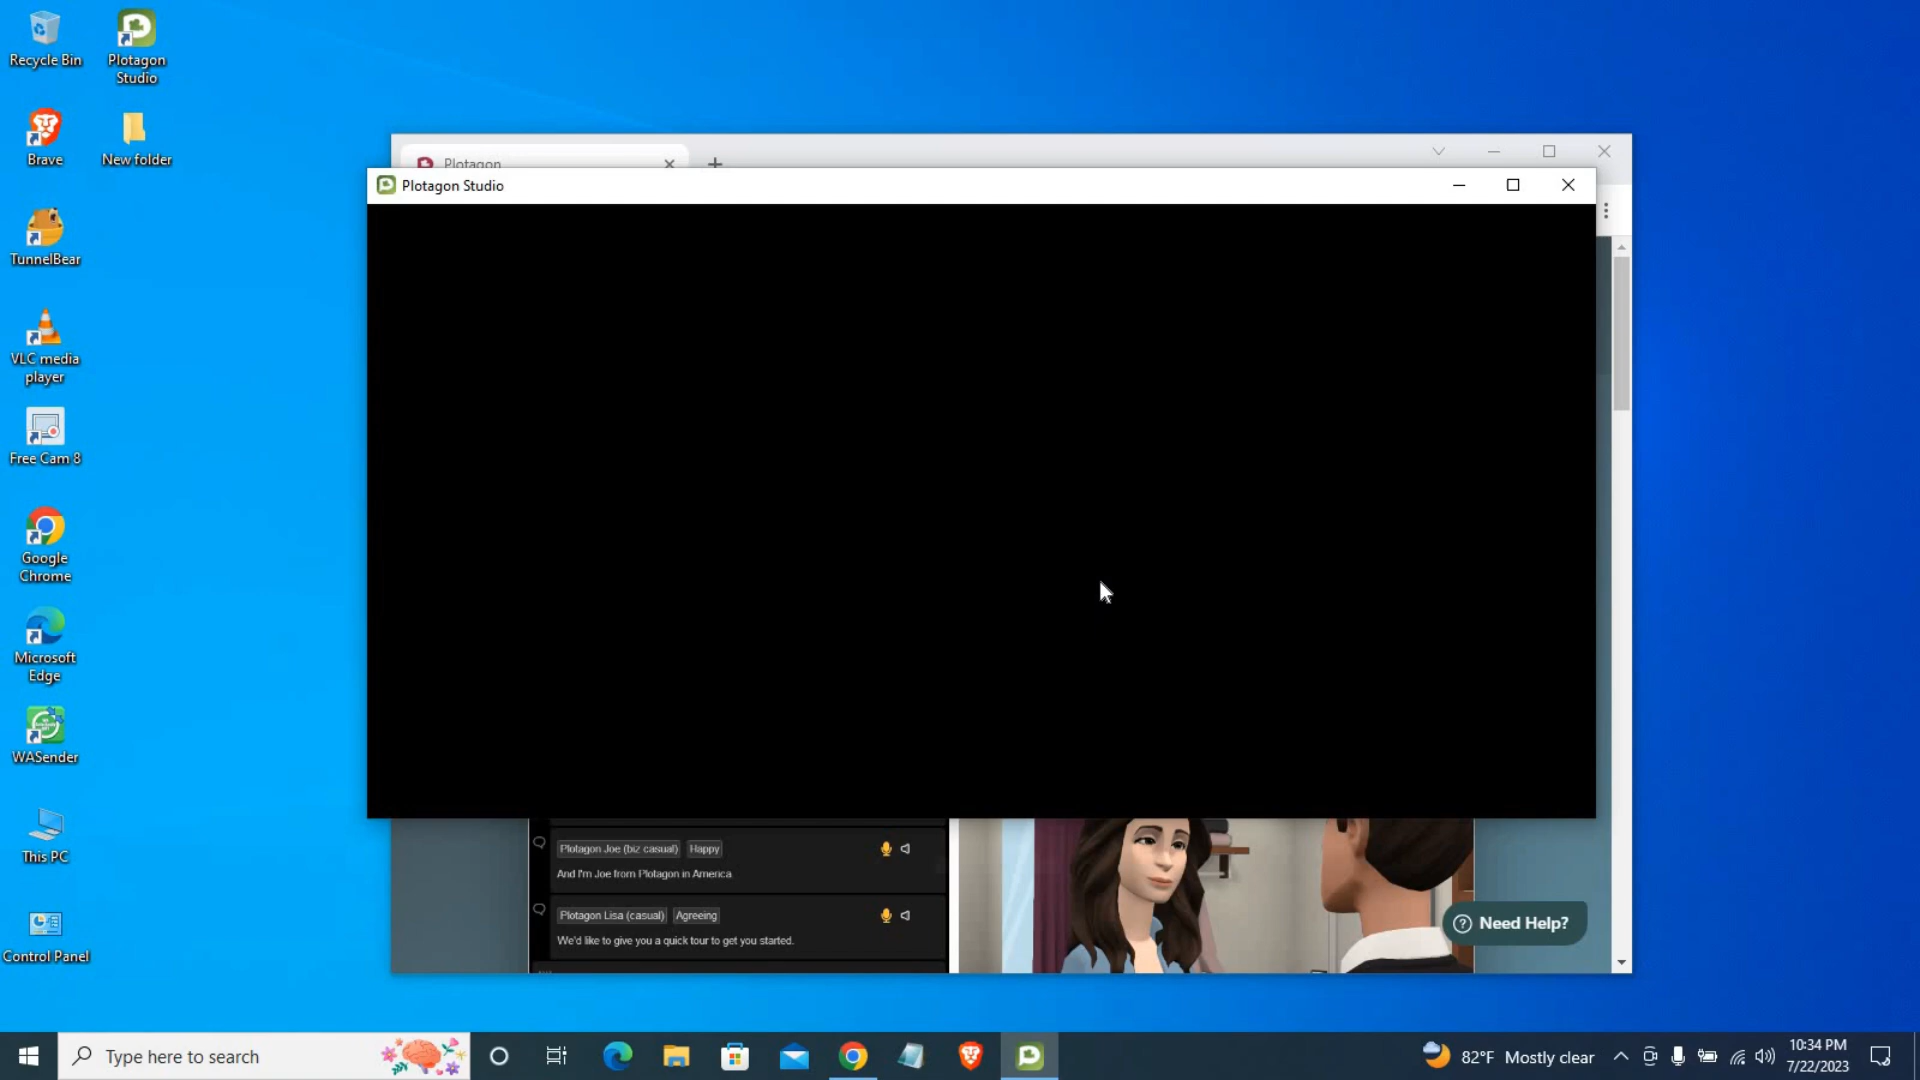 Recycle Bin
Plotagon
Studio
Brave
New folder
TunnelBear
VLC media
player
Free Cam 8
Google
Chrome
Microsoft
Edge
WASender
This PC
Control Panel
Plotagon
Plotagon Studio
Plotagon Joe (biz casual) Happy
And I'm Joe from Plotagon in America
Plotagon Lisa (casual) Agreeing
We'd like to give you a quick tour to get you started.
Need Help?
Type here to search
82°F Mostly clear
10:34 PM
7/22/2023